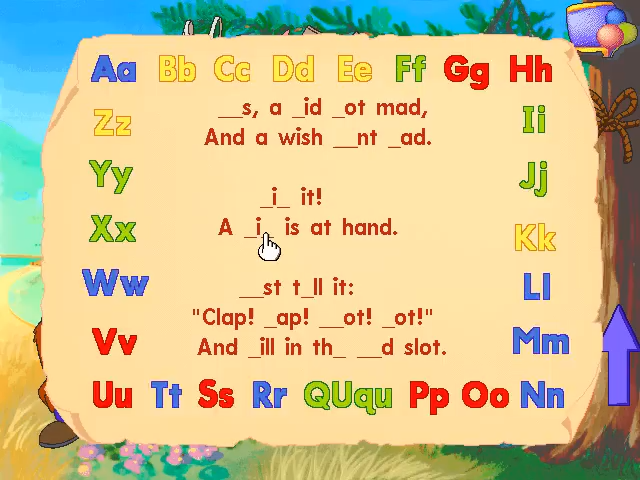 Aa Bb Cc Dd Ee Ff Gg Hh
Zz
Ii
Yy
Jj
Xx
Kk
Ww
Ll
Vv
Mm
Uu Tt Ss Rr QUqu Pp Oo Nn
__s, a _id _ot mad,
And a wish __nt _ad.
_i_ it!
A _i_ is at hand.
__st t_ll it:
"Clap! _ap! __ot! _ot!"
And _ill in th_ __d slot.